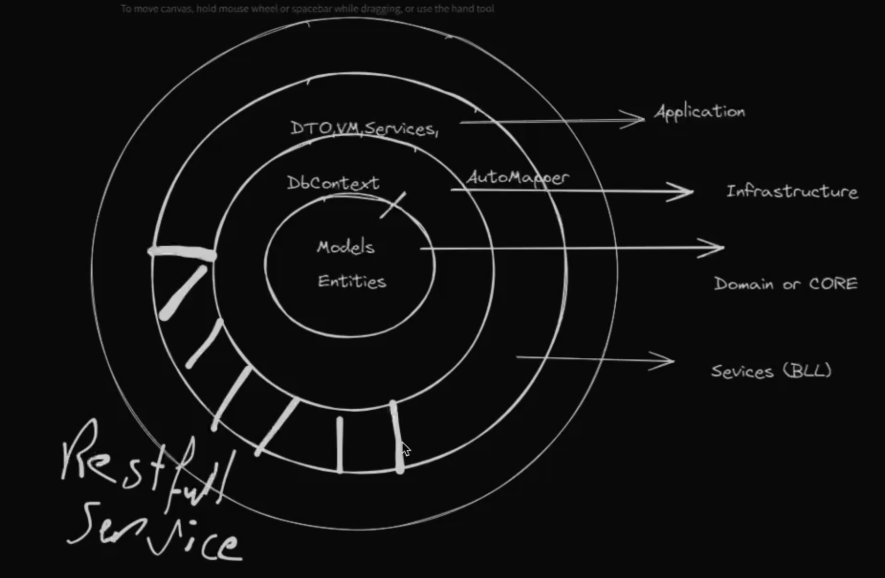 To move canvas, hold mouse wheel or spacebar while dragging, or use the hand tool
Application
DTO,VM,Services,
AutoMapper
DbContext
Infrastructure
Models
Entities
Domain or CORE
Sevices (BLL)
Restfull
Service